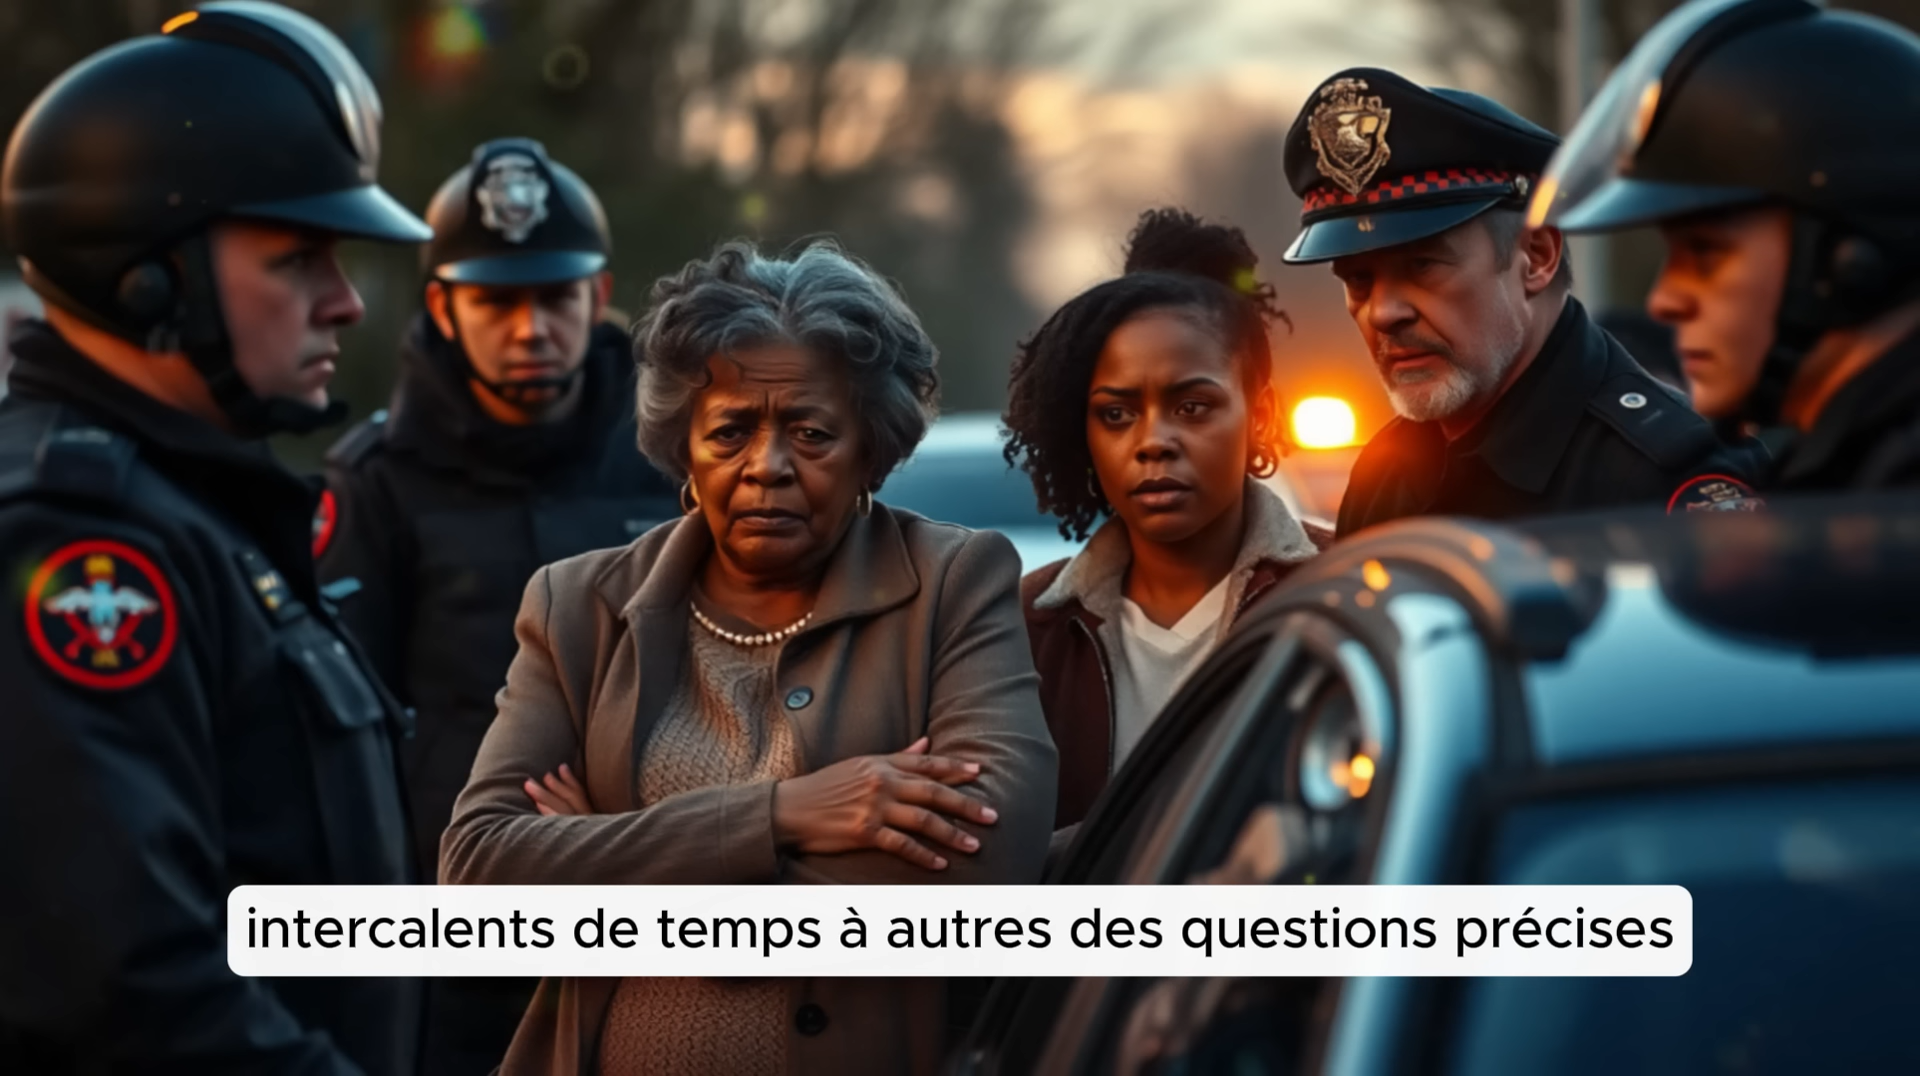 intercalents de temps à autres des questions précises